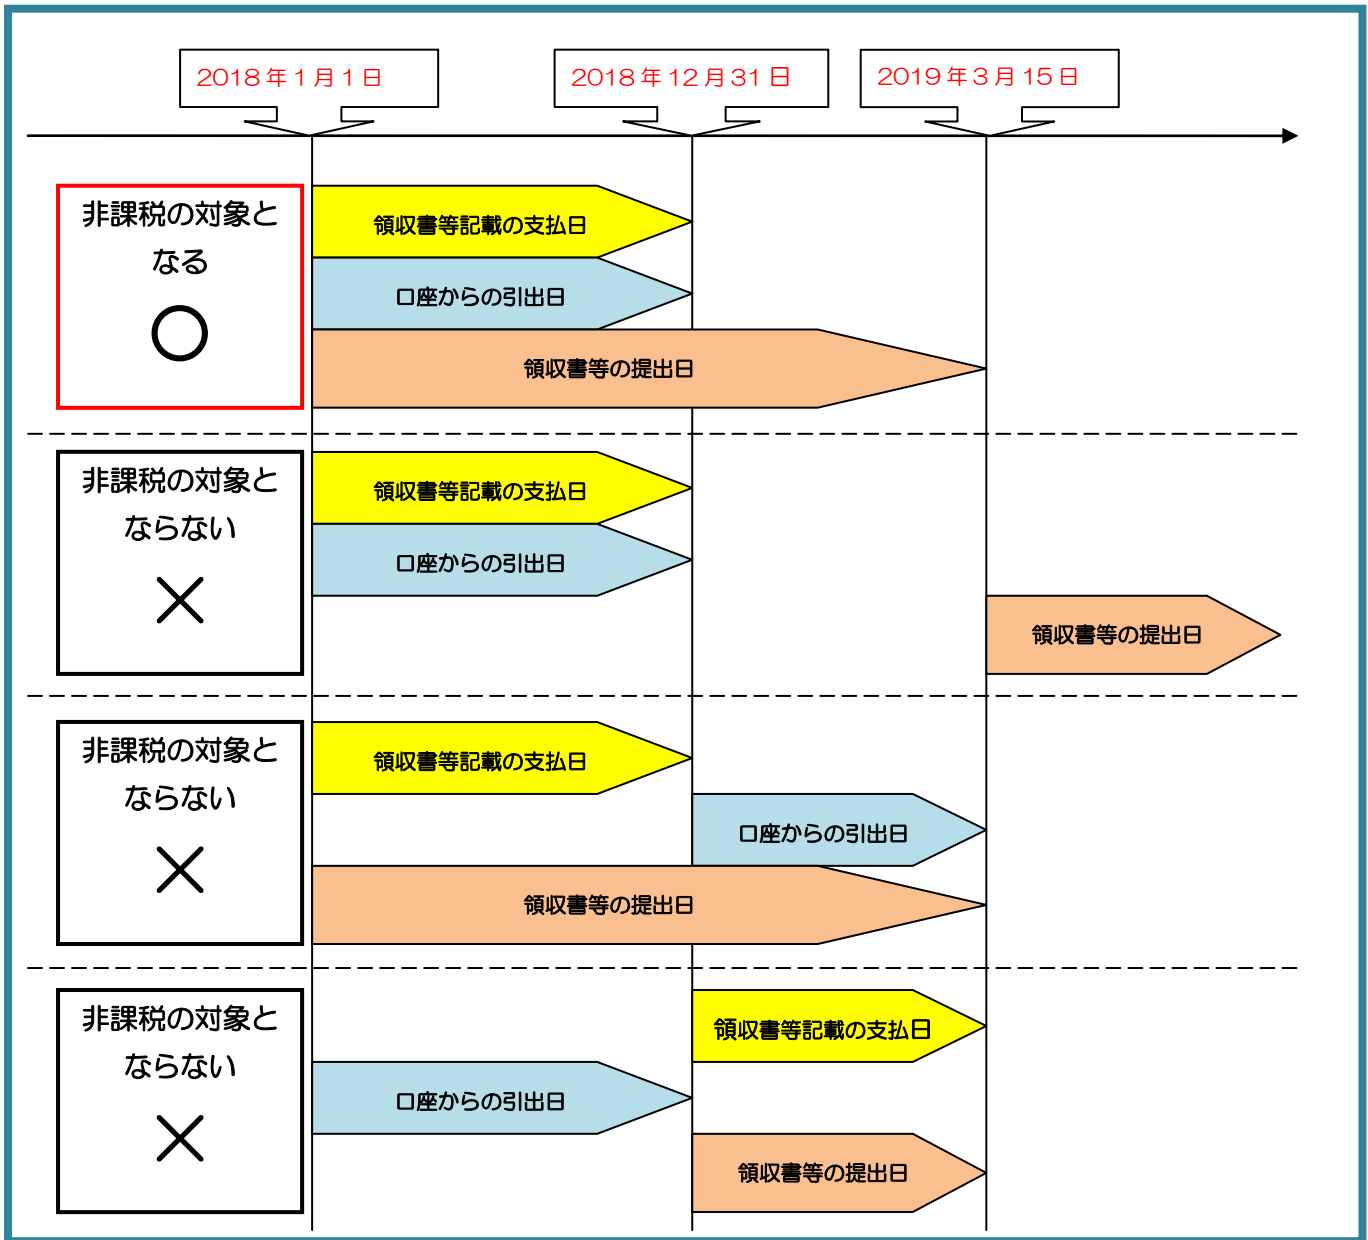 2018年1月1日
2018年12月31日
2019年3月15日
非課税の対象と
なる
○
領収書等記載の支払日
口座からの引出日
領収書等の提出日
非課税の対象と
ならない
×
領収書等記載の支払日
口座からの引出日
領収書等の提出日
非課税の対象と
ならない
×
領収書等記載の支払日
口座からの引出日
領収書等の提出日
非課税の対象と
ならない
×
領収書等記載の支払日
口座からの引出日
領収書等の提出日